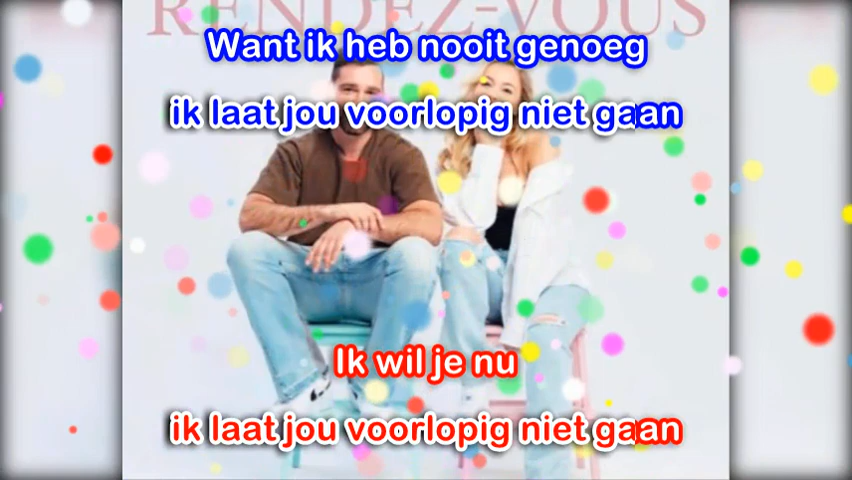 RENDEZ-VOUS
Want ik heb nooit genoeg
ik laat jou voorlopig niet gaan
Ik wil je nu
ik laat jou voorlopig niet gaan